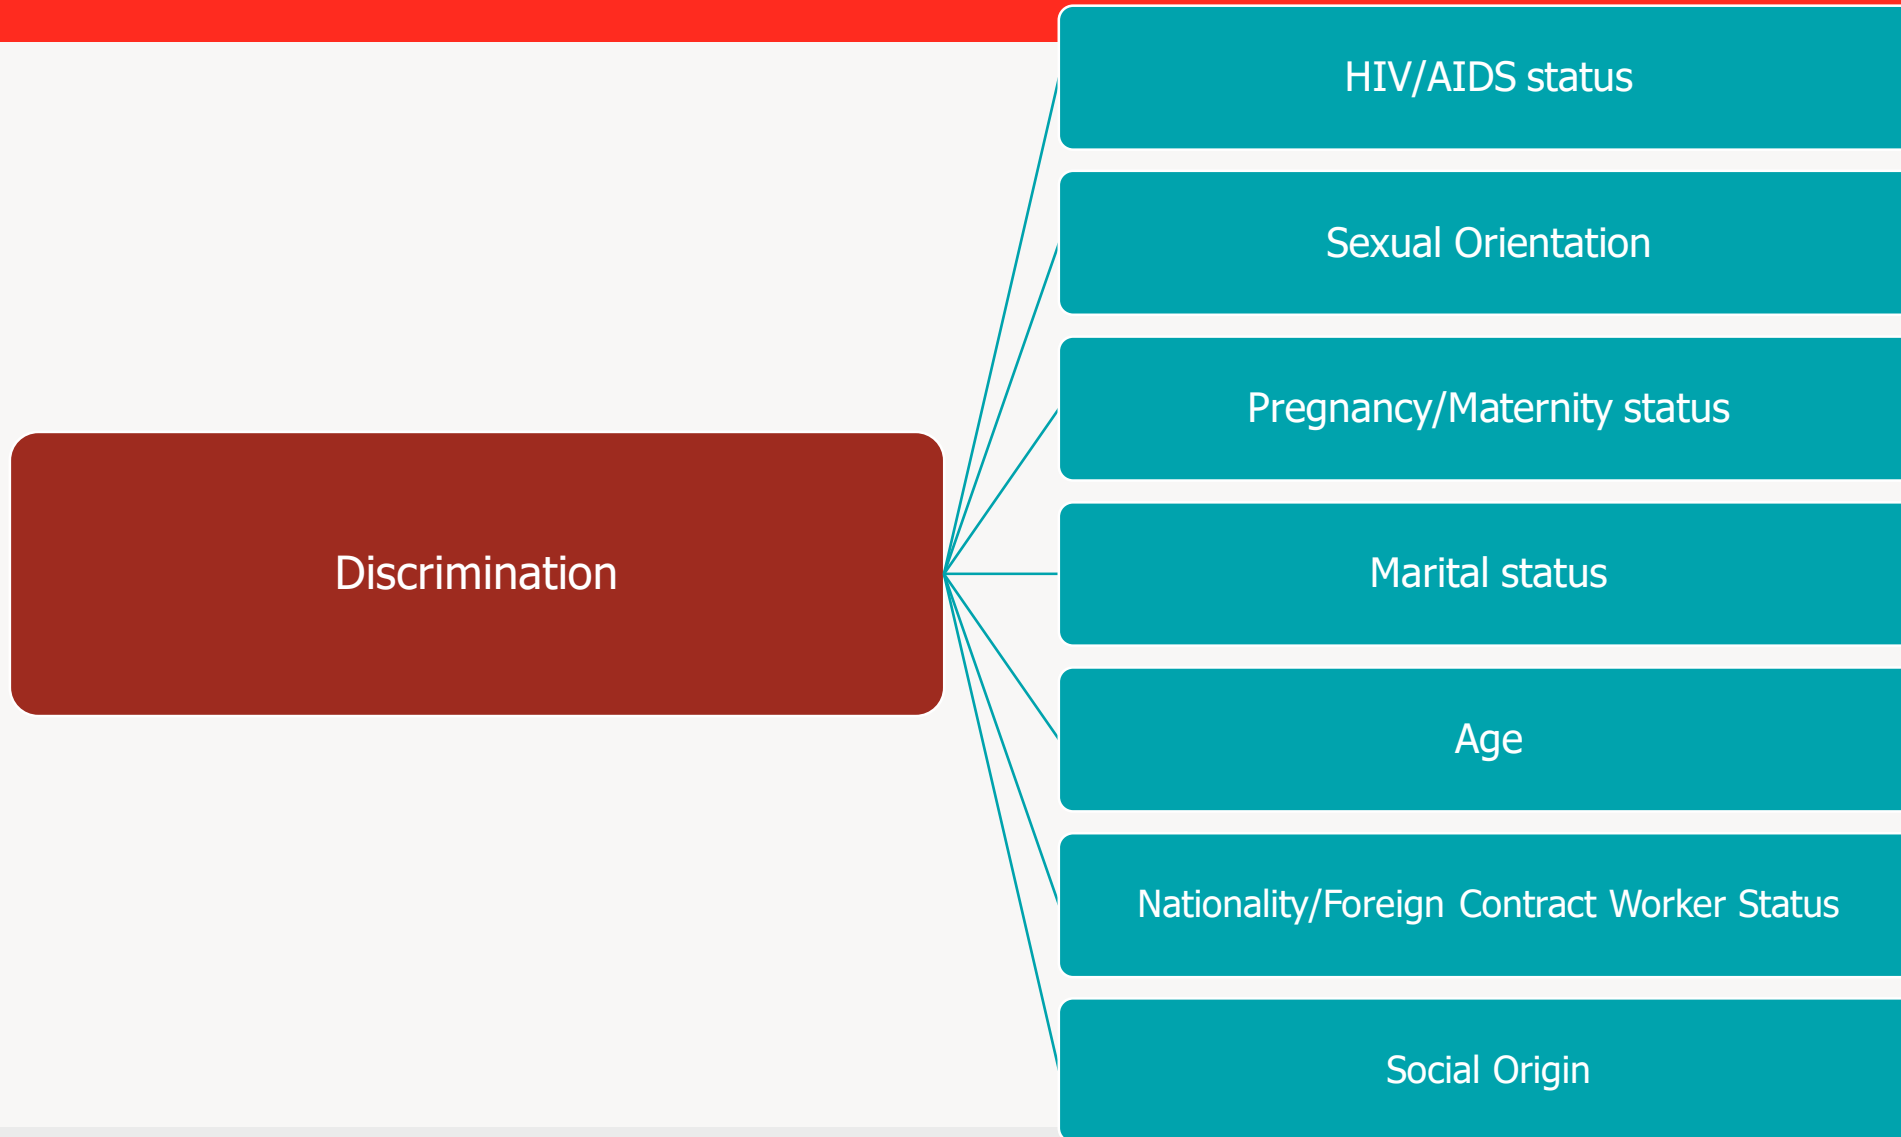 HIV/AIDS status
Sexual Orientation
Pregnancy/Maternity status
Discrimination
Marital status
Age
Nationality/Foreign Contract Worker Status
Social Origin